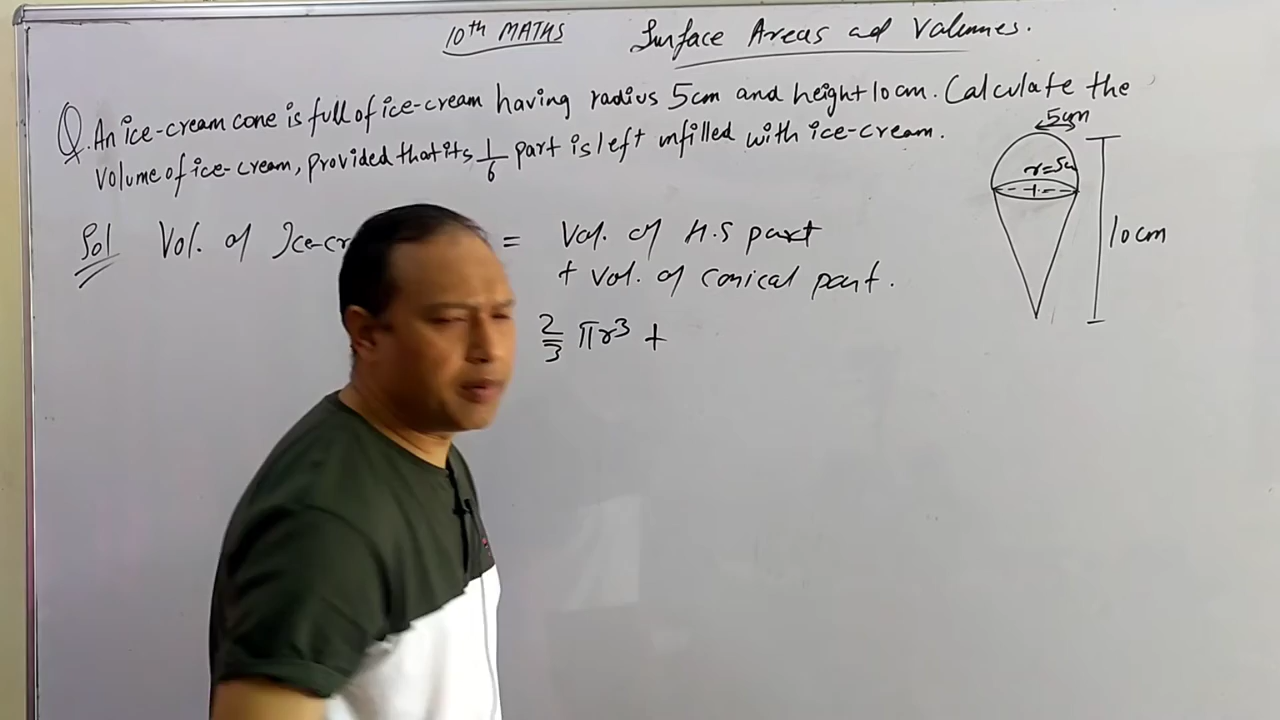 10th MATHS Surface Areas and Volumes.
Q. An ice-cream cone is full of ice-cream having radius 5cm and height 10cm. Calculate the
Volume of ice-cream, provided that its 1/6 part is left unfilled with ice-cream.
5cm
r=5c
10cm
Sol Vol. of Ice-cr = Vol. of H.S part
+ vol. of conical part.
2/3 πr³ +